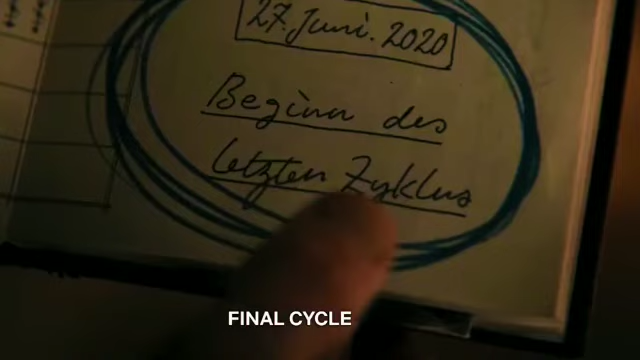 27. Juni. 2020
Beginn des
letzten Zyklus
FINAL CYCLE